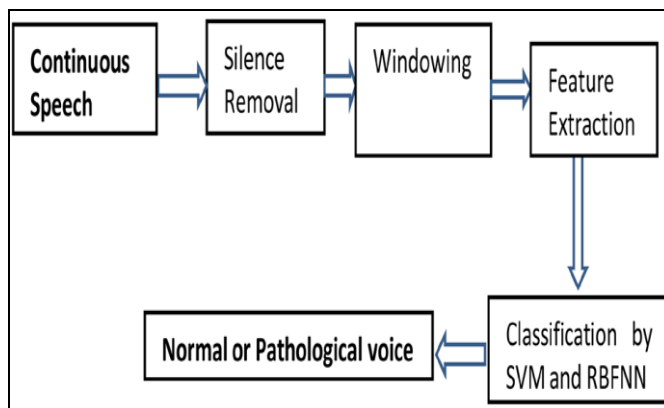 Continuous
Speech
Silence
Removal
Windowing
Feature
Extraction
Classification by
SVM and RBFNN
Normal or Pathological voice